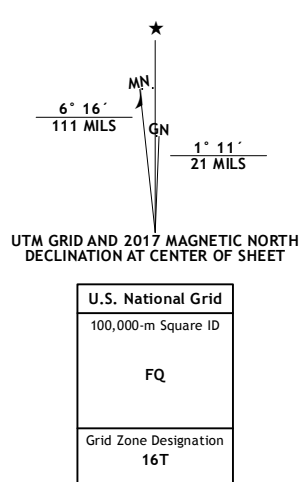 ★
MN
6° 16´
111 MILS
GN
1° 11´
21 MILS
UTM GRID AND 2017 MAGNETIC NORTH
DECLINATION AT CENTER OF SHEET
U.S. National Grid
100,000-m Square ID
FQ
Grid Zone Designation
16T